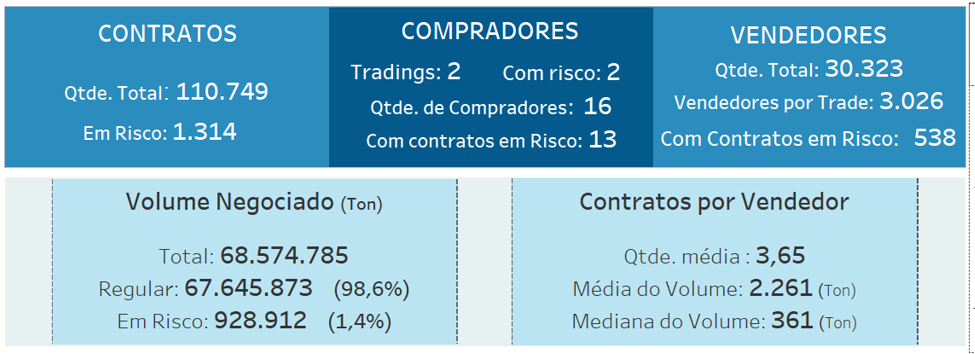 CONTRATOS
Qtde. Total: 110.749
Em Risco: 1.314
COMPRADORES
Tradings: 2 Com risco: 2
Qtde. de Compradores: 16
Com contratos em Risco: 13
VENDEDORES
Qtde. Total: 30.323
Vendedores por Trade: 3.026
Com Contratos em Risco: 538
Volume Negociado (Ton)
Total: 68.574.785
Regular: 67.645.873 (98,6%)
Em Risco: 928.912 (1,4%)
Contratos por Vendedor
Qtde. média : 3,65
Média do Volume: 2.261 (Ton)
Mediana do Volume: 361 (Ton)